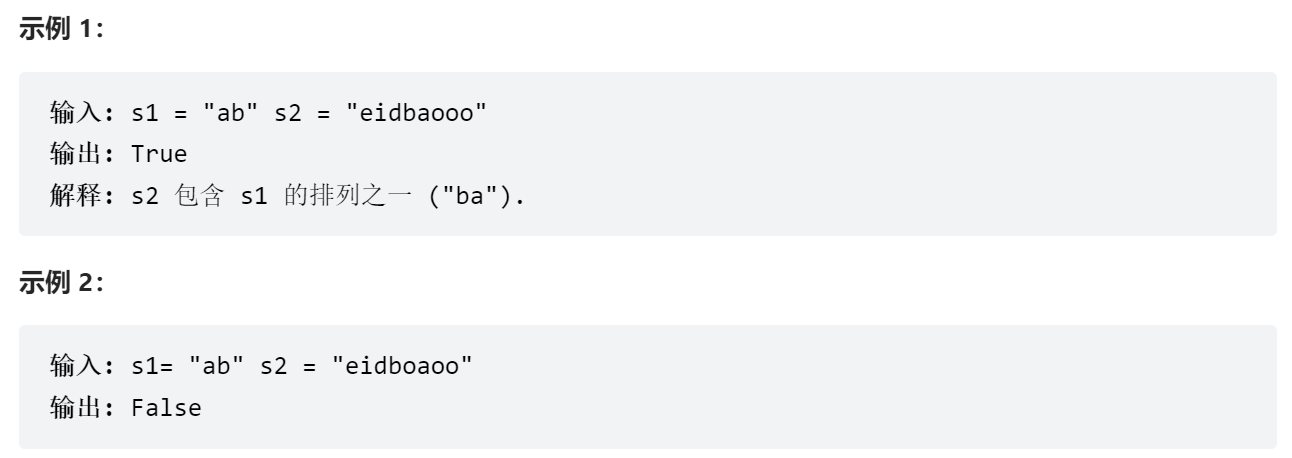 示例 1：
输入: s1 = "ab" s2 = "eidbaooo"
输出: True
解释: s2 包含 s1 的排列之一 ("ba").
示例 2：
输入: s1= "ab" s2 = "eidboaoo"
输出: False